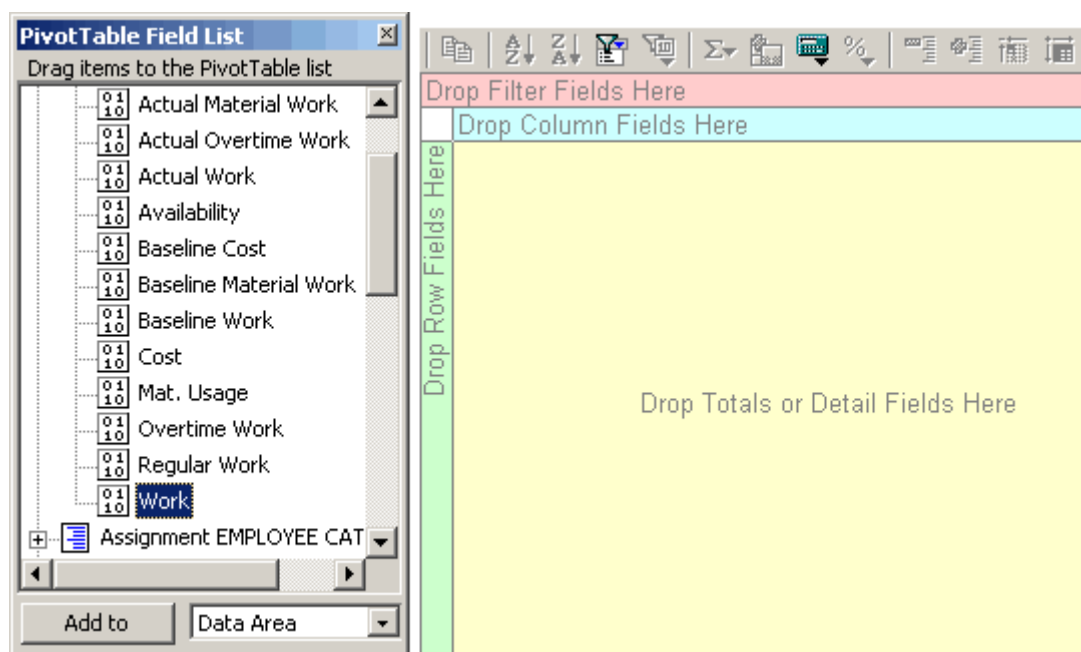 PivotTable Field List
Drag items to the PivotTable list
Actual Material Work
Actual Overtime Work
Actual Work
Availability
Baseline Cost
Baseline Material Work
Baseline Work
Cost
Mat. Usage
Overtime Work
Regular Work
Work
Assignment EMPLOYEE CAT
Add to
Data Area
Drop Filter Fields Here
Drop Column Fields Here
Drop Row Fields Here
Drop Totals or Detail Fields Here